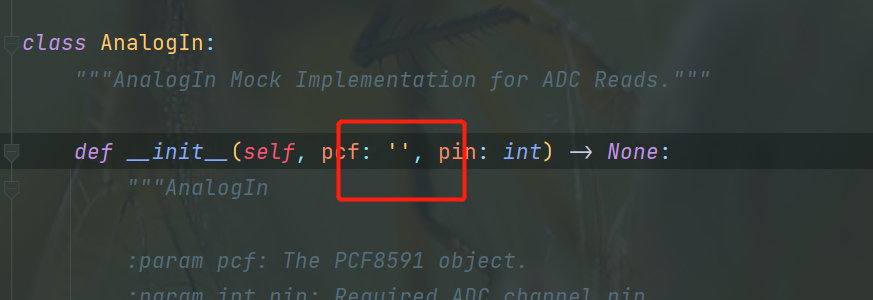 class AnalogIn:
"""AnalogIn Mock Implementation for ADC Reads."""
def __init__(self, pcf: '', pin: int) -> None:
"""AnalogIn
:param pcf: The PCF8591 object.
:param int pin: Required ADC channel pin